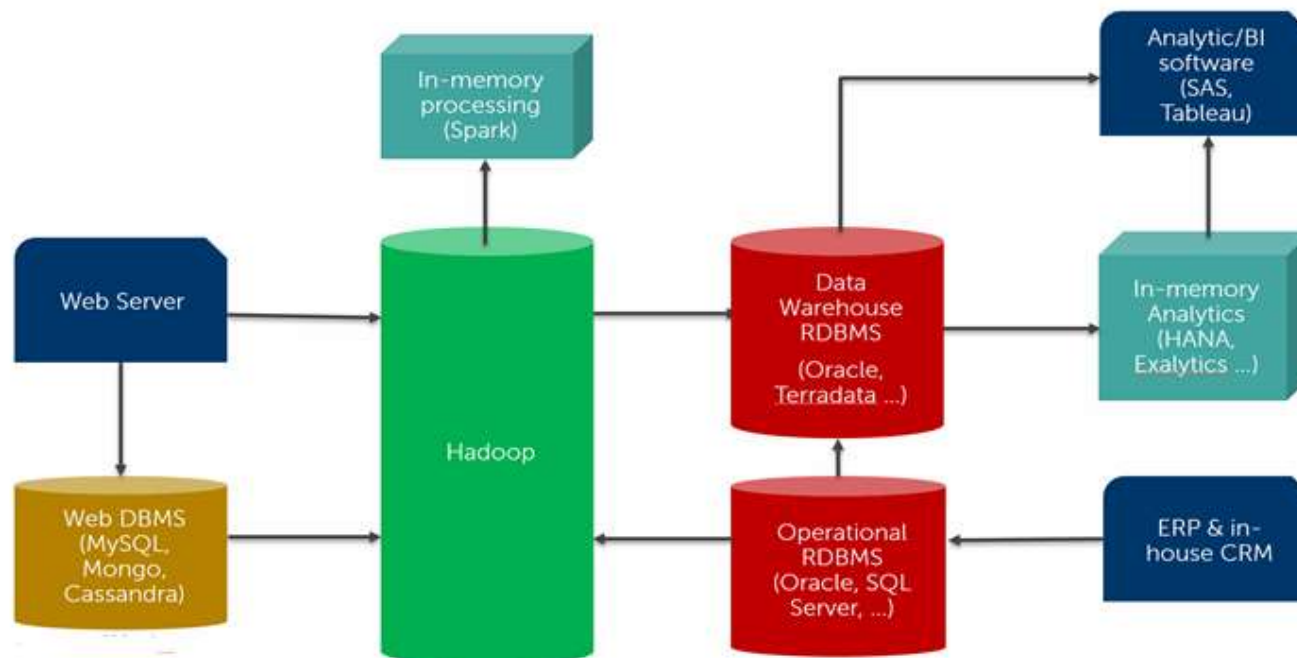 In-memory
processing
(Spark)
Analytic/BI
software
(SAS,
Tableau)
Web Server
Hadoop
Data
Warehouse
RDBMS
(Oracle,
Terradata ...)
In-memory
Analytics
(HANA,
Exalytics ...)
Web DBMS
(MySQL,
Mongo,
Cassandra)
Operational
RDBMS
(Oracle, SQL
Server, ...)
ERP & in-
house CRM